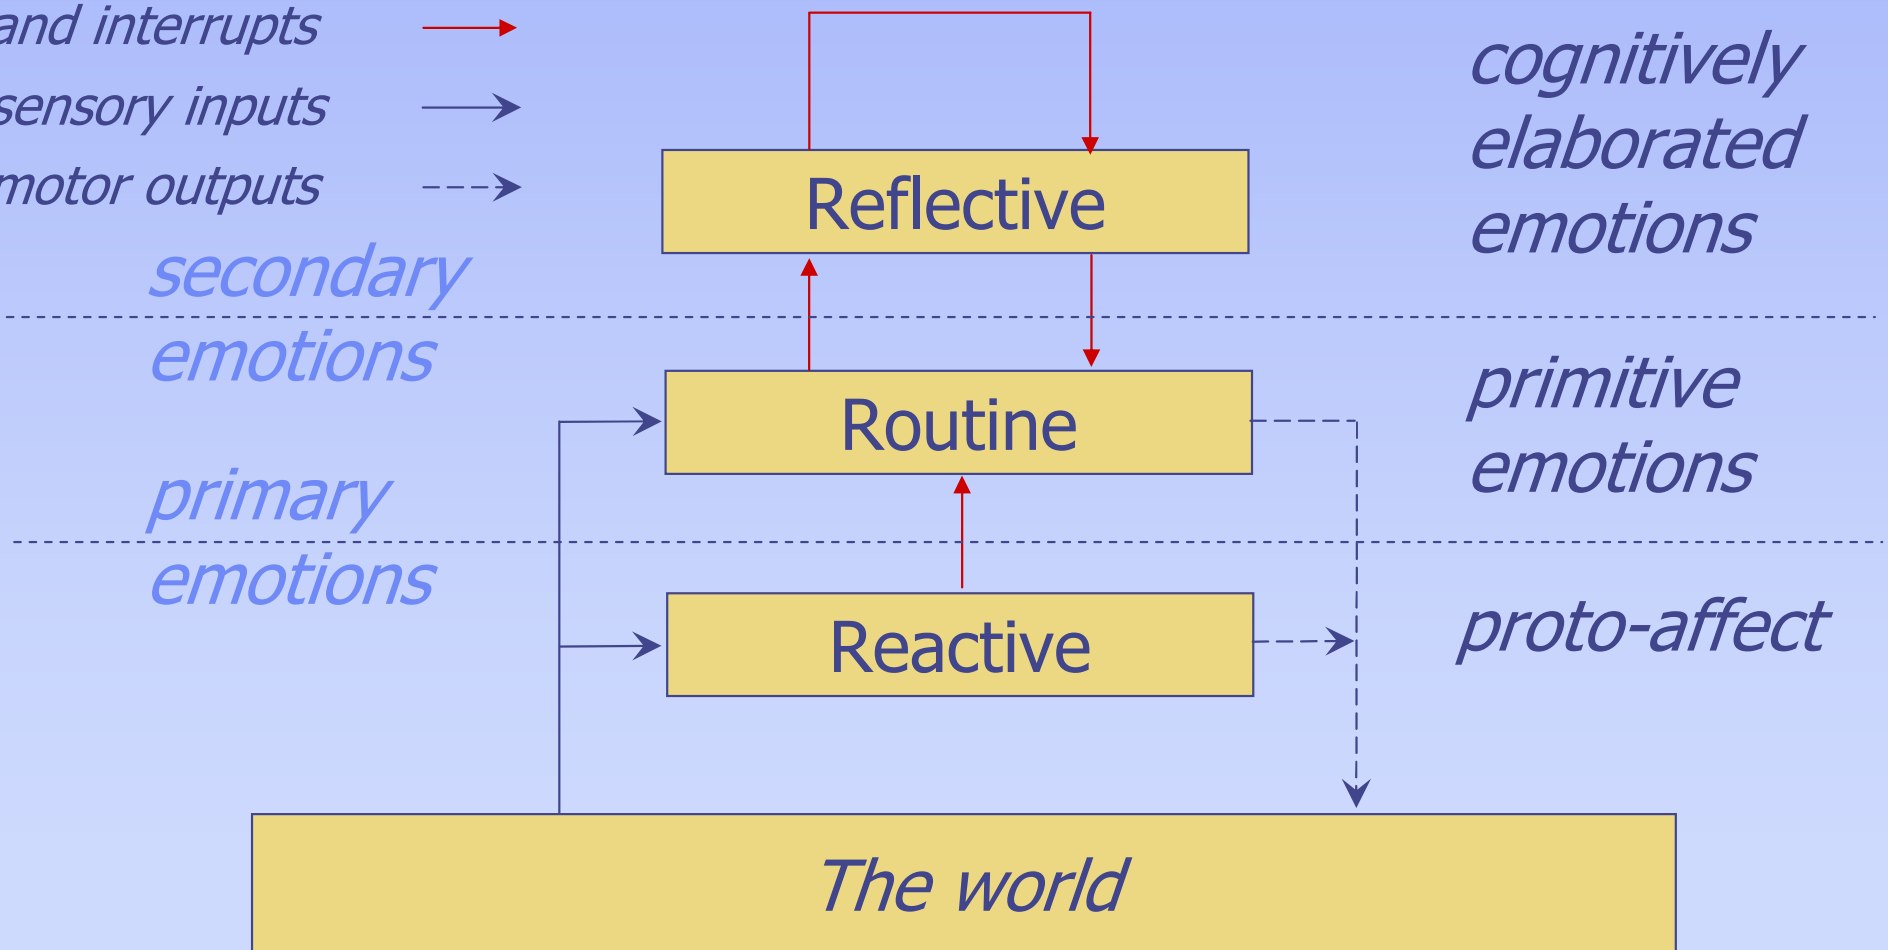 and interrupts
sensory inputs
motor outputs
cognitively
elaborated
emotions
Reflective
secondary
emotions
primitive
emotions
Routine
primary
emotions
proto-affect
Reactive
The world